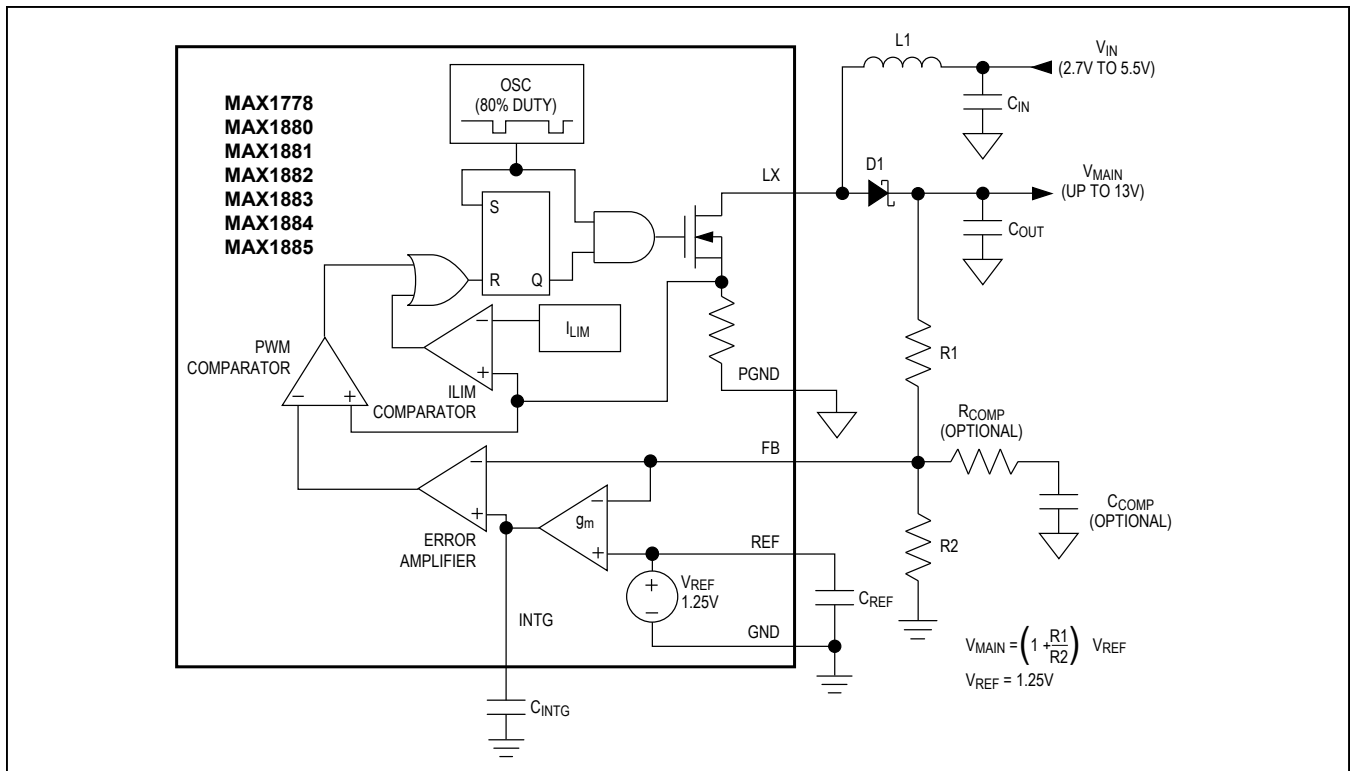 MAX1778
MAX1880
MAX1881
MAX1882
MAX1883
MAX1884
MAX1885
OSC
(80% DUTY)
S
R
Q
ILIM
PWM
COMPARATOR
−
+
−
+
ILIM
COMPARATOR
−
+
ERROR
AMPLIFIER
gm
−
+
+
−
VREF
1.25V
INTG
CINTG
LX
PGND
FB
REF
GND
L1
VIN
(2.7V TO 5.5V)
CIN
D1
VMAIN
(UP TO 13V)
COUT
R1
RCOMP
(OPTIONAL)
CCOMP
(OPTIONAL)
R2
CREF
VMAIN = (1 + R1/R2) VREF
VREF = 1.25V